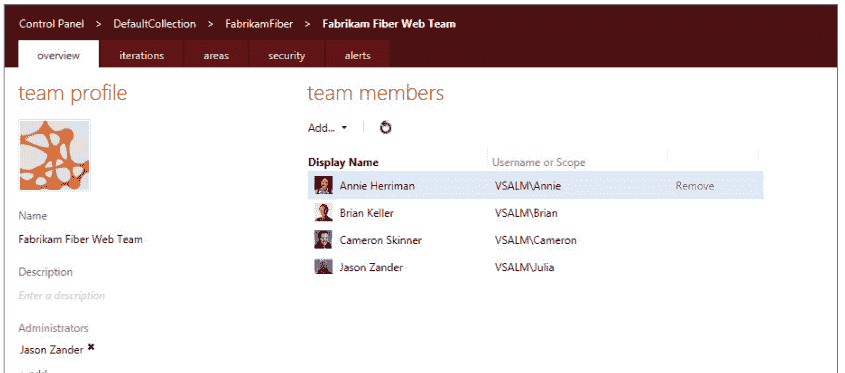 Control Panel > DefaultCollection > FabrikamFiber > Fabrikam Fiber Web Team
overview iterations areas security alerts
team profile
team members
Add...
Display Name Username or Scope
Annie Herriman VSALM\Annie Remove
Brian Keller VSALM\Brian
Cameron Skinner VSALM\Cameron
Jason Zander VSALM\Julia
Name
Fabrikam Fiber Web Team
Description
Enter a description
Administrators
Jason Zander ✖